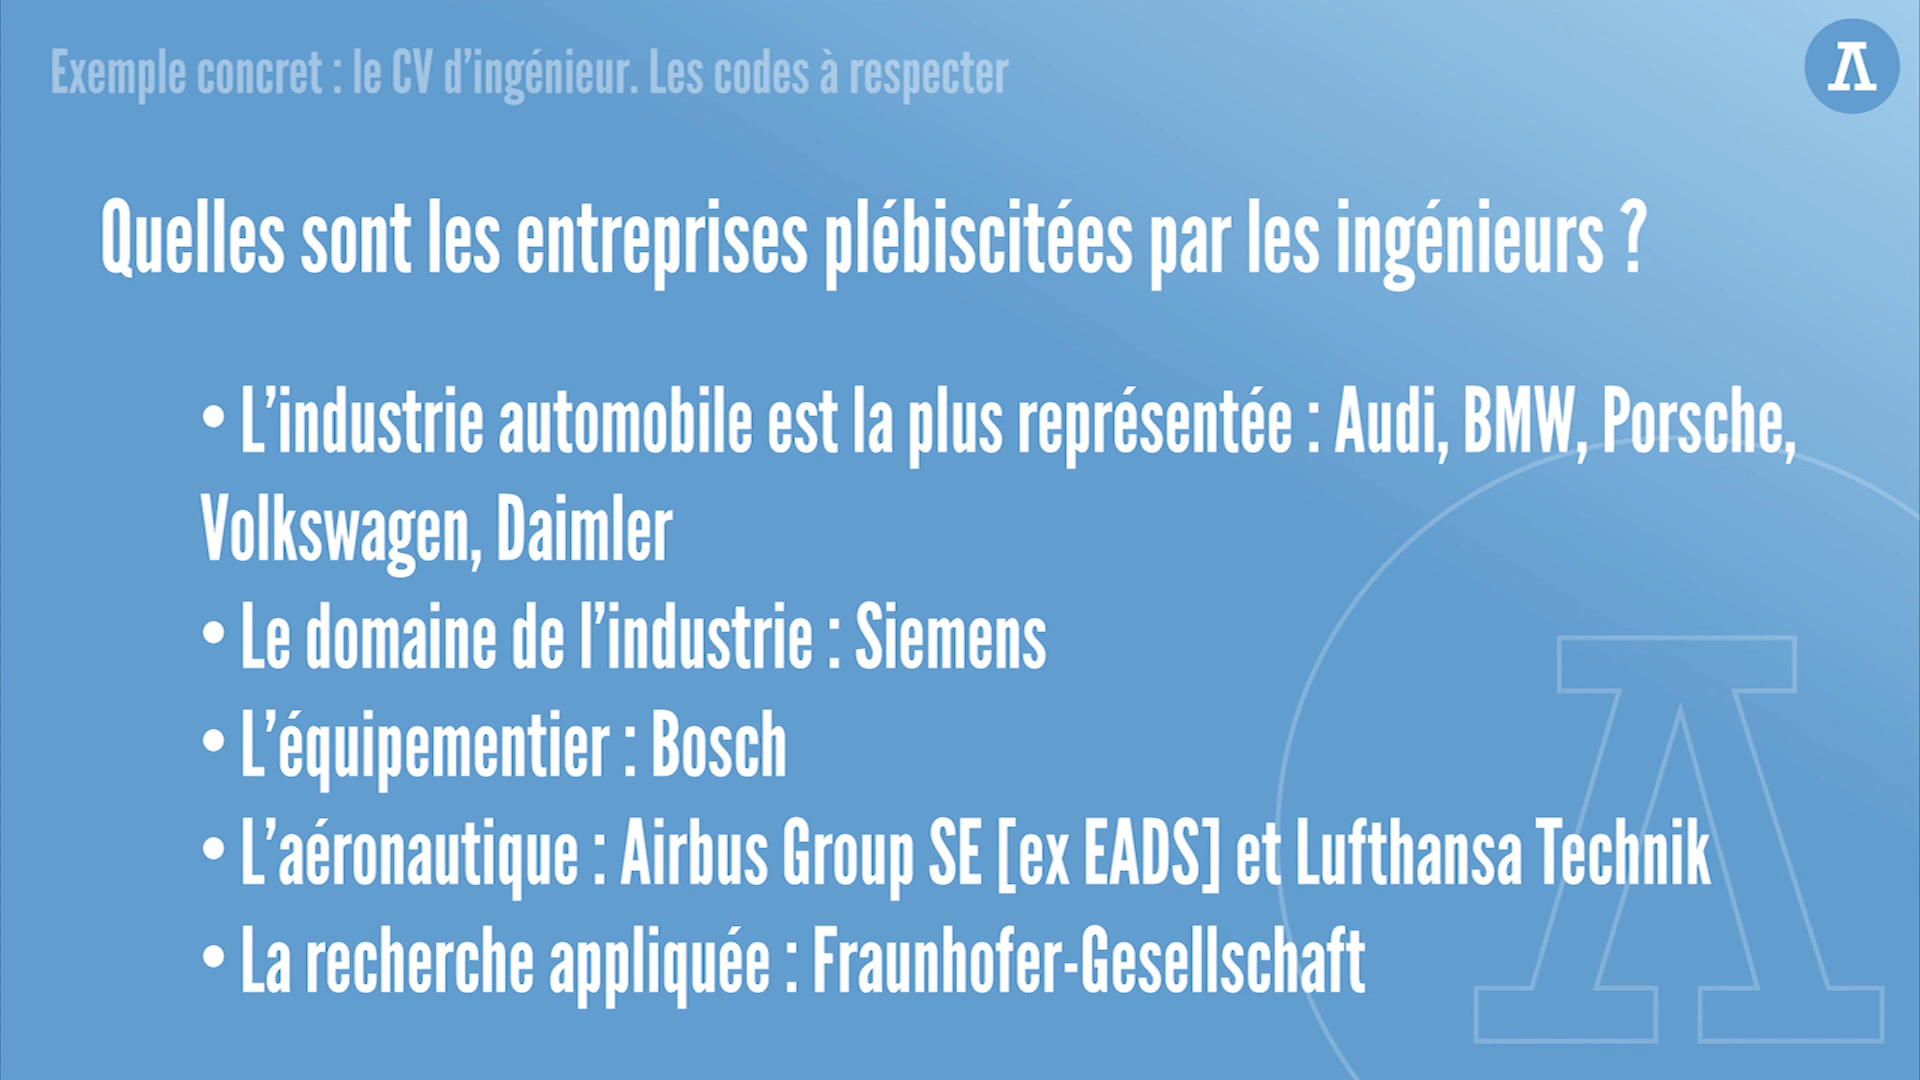 Exemple concret : le CV d’ingénieur. Les codes à respecter
Quelles sont les entreprises plébiscitées par les ingénieurs ?
• L’industrie automobile est la plus représentée : Audi, BMW, Porsche,
Volkswagen, Daimler
• Le domaine de l’industrie : Siemens
• L’équipementier : Bosch
• L’aéronautique : Airbus Group SE [ex EADS] et Lufthansa Technik
• La recherche appliquée : Fraunhofer-Gesellschaft